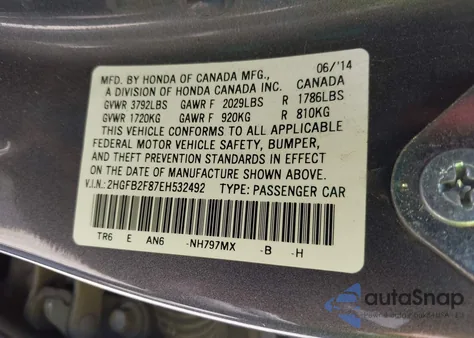 MFD. BY HONDA OF CANADA MFG., 06/'14
A DIVISION OF HONDA CANADA INC. CANADA
GVWR 3792LBS GAWR F 2029LBS R 1786LBS
GVWR 1720KG GAWR F 920KG R 810KG
THIS VEHICLE CONFORMS TO ALL APPLICABLE
FEDERAL MOTOR VEHICLE SAFETY, BUMPER,
AND THEFT PREVENTION STANDARDS IN EFFECT
ON THE DATE OF MANUFACTURE SHOWN ABOVE.
V.I.N.: 2HGFB2F87EH532492 TYPE: PASSENGER CAR
TR6 E AN6 -NH797MX -B -H
autaSnap